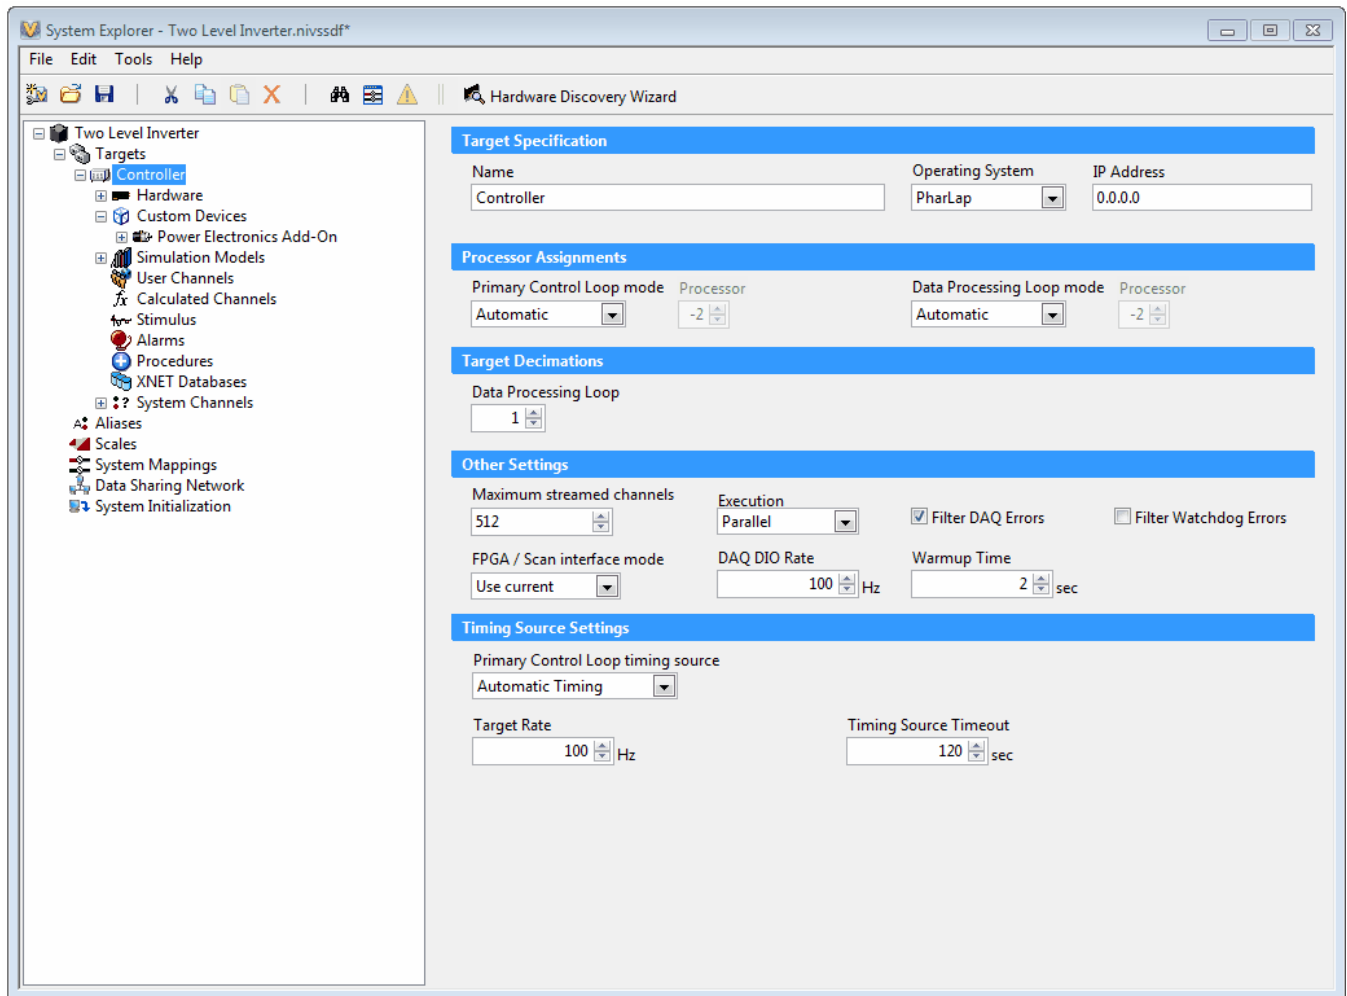 System Explorer - Two Level Inverter.nivssdf*
File Edit Tools Help
Hardware Discovery Wizard
Two Level Inverter
Targets
Controller
Hardware
Custom Devices
Power Electronics Add-On
Simulation Models
User Channels
fx Calculated Channels
Stimulus
Alarms
Procedures
XNET Databases
System Channels
Aliases
Scales
System Mappings
Data Sharing Network
System Initialization
Target Specification
Name Operating System IP Address
Controller PharLap 0.0.0.0
Processor Assignments
Primary Control Loop mode Processor Data Processing Loop mode Processor
Automatic -2 Automatic -2
Target Decimations
Data Processing Loop
1
Other Settings
Maximum streamed channels Execution
512 Parallel Filter DAQ Errors Filter Watchdog Errors
FPGA / Scan interface mode DAQ DIO Rate Warmup Time
Use current 100 Hz 2 sec
Timing Source Settings
Primary Control Loop timing source
Automatic Timing
Target Rate Timing Source Timeout
100 Hz 120 sec